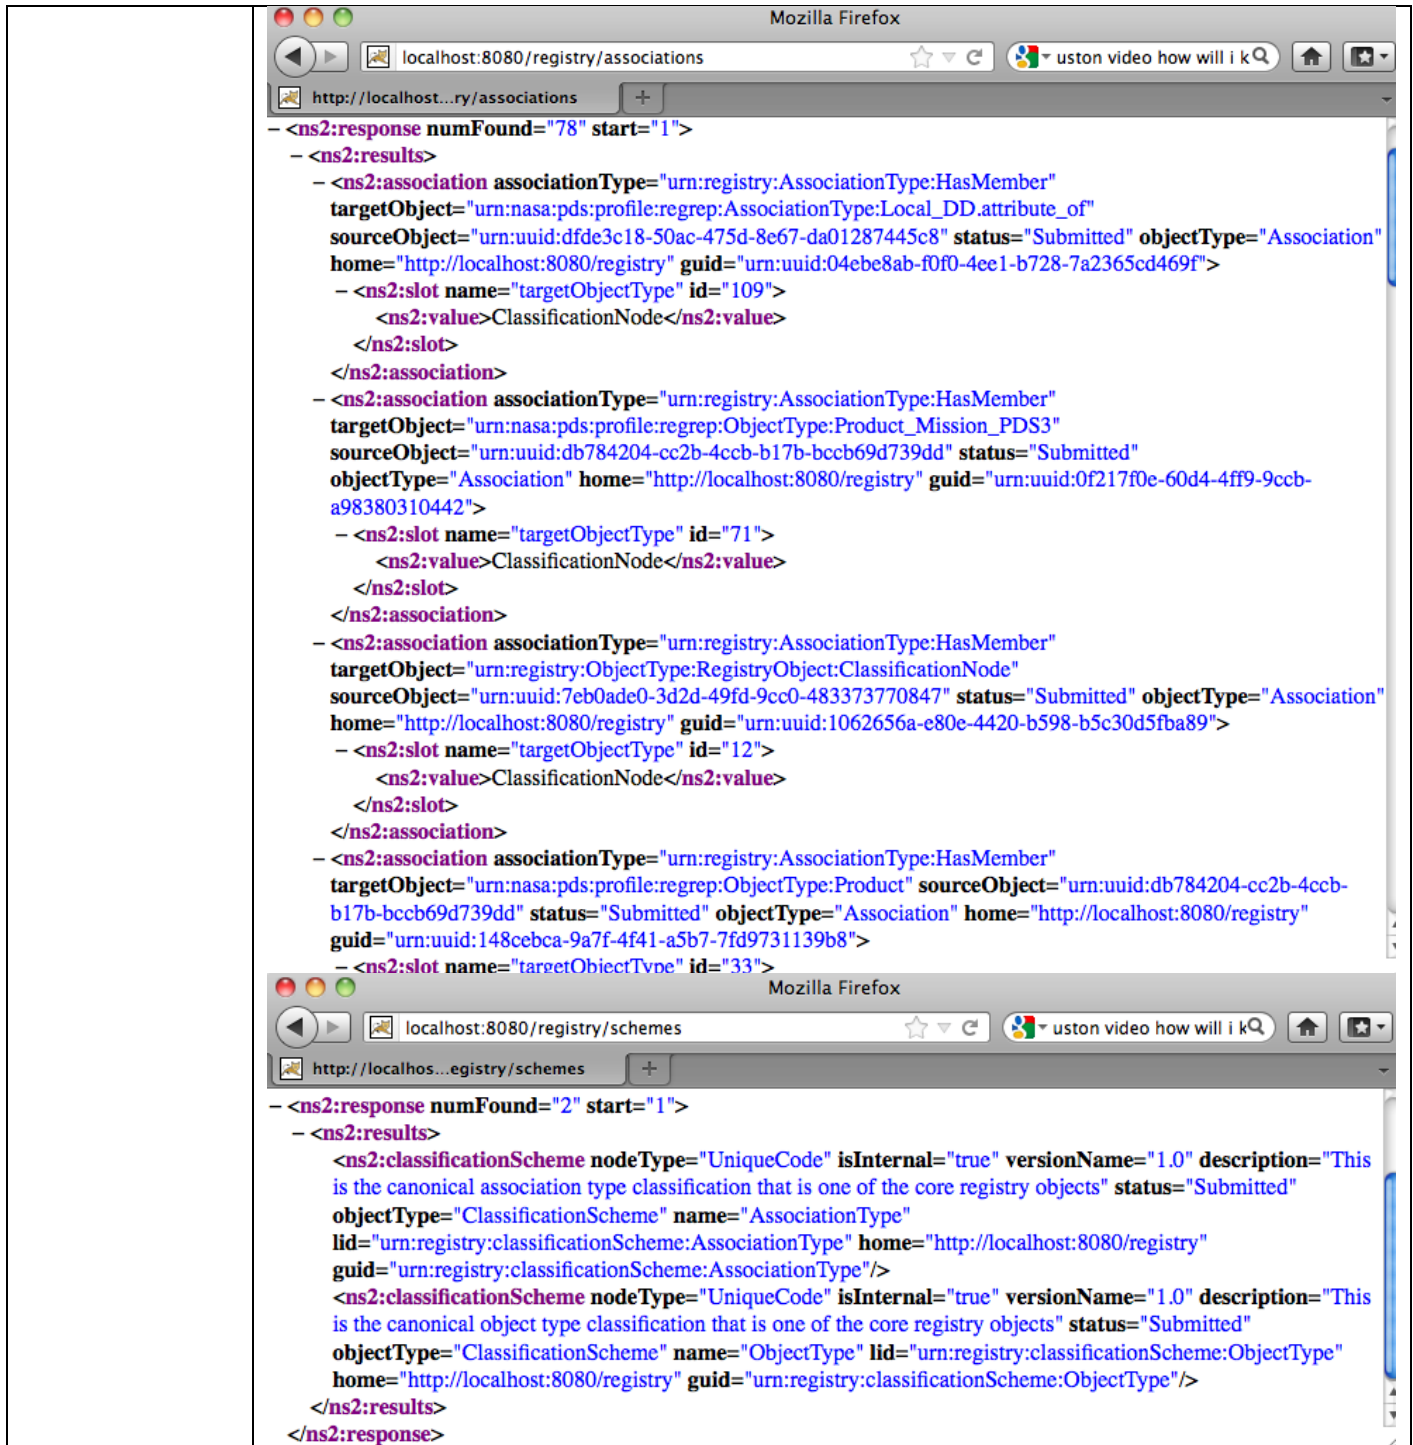 Mozilla Firefox
localhost:8080/registry/associations
uston video how will i k
http://localhost...ry/associations
– <ns2:response numFound="78" start="1">
– <ns2:results>
– <ns2:association associationType="urn:registry:AssociationType:HasMember"
targetObject="urn:nasa:pds:profile:regrep:AssociationType:Local_DD.attribute_of"
sourceObject="urn:uuid:dfde3c18-50ac-475d-8e67-da01287445c8" status="Submitted" objectType="Association"
home="http://localhost:8080/registry" guid="urn:uuid:04ebe8ab-f0f0-4ee1-b728-7a2365cd469f">
– <ns2:slot name="targetObjectType" id="109">
<ns2:value>ClassificationNode</ns2:value>
</ns2:slot>
</ns2:association>
– <ns2:association associationType="urn:registry:AssociationType:HasMember"
targetObject="urn:nasa:pds:profile:regrep:ObjectType:Product_Mission_PDS3"
sourceObject="urn:uuid:db784204-cc2b-4ccb-b17b-bccb69d739dd" status="Submitted"
objectType="Association" home="http://localhost:8080/registry" guid="urn:uuid:0f217f0e-60d4-4ff9-9ccb-
a98380310442">
– <ns2:slot name="targetObjectType" id="71">
<ns2:value>ClassificationNode</ns2:value>
</ns2:slot>
</ns2:association>
– <ns2:association associationType="urn:registry:AssociationType:HasMember"
targetObject="urn:registry:ObjectType:RegistryObject:ClassificationNode"
sourceObject="urn:uuid:7eb0ade0-3d2d-49fd-9cc0-483373770847" status="Submitted" objectType="Association"
home="http://localhost:8080/registry" guid="urn:uuid:1062656a-e80e-4420-b598-b5c30d5fba89">
– <ns2:slot name="targetObjectType" id="12">
<ns2:value>ClassificationNode</ns2:value>
</ns2:slot>
</ns2:association>
– <ns2:association associationType="urn:registry:AssociationType:HasMember"
targetObject="urn:nasa:pds:profile:regrep:ObjectType:Product" sourceObject="urn:uuid:db784204-cc2b-4ccb-
b17b-bccb69d739dd" status="Submitted" objectType="Association" home="http://localhost:8080/registry"
guid="urn:uuid:148cebca-9a7f-4f41-a5b7-7fd9731139b8">
– <ns2:slot name="targetObjectType" id="33">
Mozilla Firefox
localhost:8080/registry/schemes
uston video how will i k
http://localhos...egistry/schemes
– <ns2:response numFound="2" start="1">
– <ns2:results>
<ns2:classificationScheme nodeType="UniqueCode" isInternal="true" versionName="1.0" description="This
is the canonical association type classification that is one of the core registry objects" status="Submitted"
objectType="ClassificationScheme" name="AssociationType"
lid="urn:registry:classificationScheme:AssociationType" home="http://localhost:8080/registry"
guid="urn:registry:classificationScheme:AssociationType"/>
<ns2:classificationScheme nodeType="UniqueCode" isInternal="true" versionName="1.0" description="This
is the canonical object type classification that is one of the core registry objects" status="Submitted"
objectType="ClassificationScheme" name="ObjectType" lid="urn:registry:classificationScheme:ObjectType"
home="http://localhost:8080/registry" guid="urn:registry:classificationScheme:ObjectType"/>
</ns2:results>
</ns2:response>